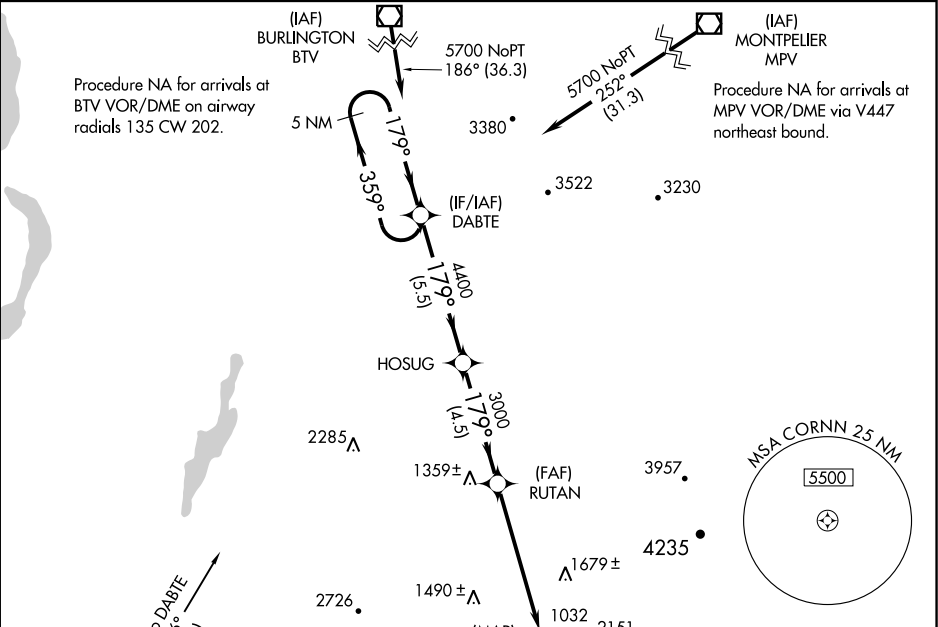 (IAF)
BURLINGTON
BTV
5700 NoPT
186° (36.3)
(IAF)
MONTPELIER
MPV
5700 NoPT
252°
(31.3)
Procedure NA for arrivals at
BTV VOR/DME on airway
radials 135 CW 202.
Procedure NA for arrivals at
MPV VOR/DME via V447
northeast bound.
5 NM
179°
359°
3380
3522
3230
(IF/IAF)
DABTE
4400
179°
(5.5)
HOSUG
3000
179°
(4.5)
2285
1359±
(FAF)
RUTAN
3957
4235
MSA CORNN 25 NM
5500
1679±
1490±
2726
1032
DABTE